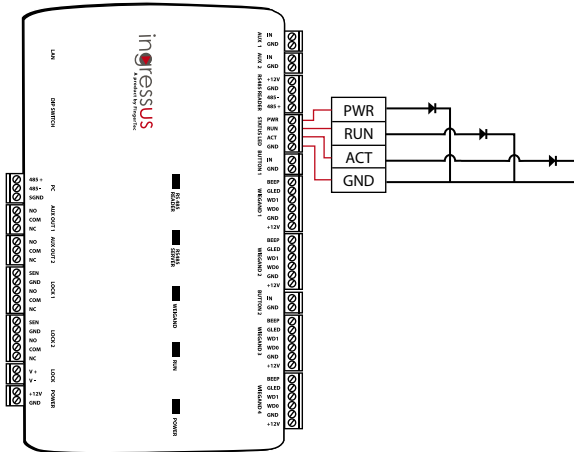 ingressus
A product by FingerTec
LAN
DIP SWITCH
PC
485 +
485 -
SGND
AUX OUT 1
NO
COM
NC
AUX OUT 2
NO
COM
NC
LOCK 1
SEN
GND
NO
COM
NC
LOCK 2
SEN
GND
NO
COM
NC
LOCK
V +
V -
POWER
+12V
GND
RS485
READER
RS485
SERVER
WEIGAND
RUN
POWER
AUX 1
IN
GND
AUX 2
IN
GND
RS485 READER
+12V
GND
485 -
485 +
STATUS LED
PWR
RUN
ACT
GND
BUTTON 1
IN
GND
WIEGAND 1
BEEP
GLED
WD1
WD0
GND
+12V
WIEGAND 2
BEEP
GLED
WD1
WD0
GND
+12V
BUTTON 2
IN
GND
WIEGAND 3
BEEP
GLED
WD1
WD0
GND
+12V
WIEGAND 4
BEEP
GLED
WD1
WD0
GND
+12V
PWR
RUN
ACT
GND